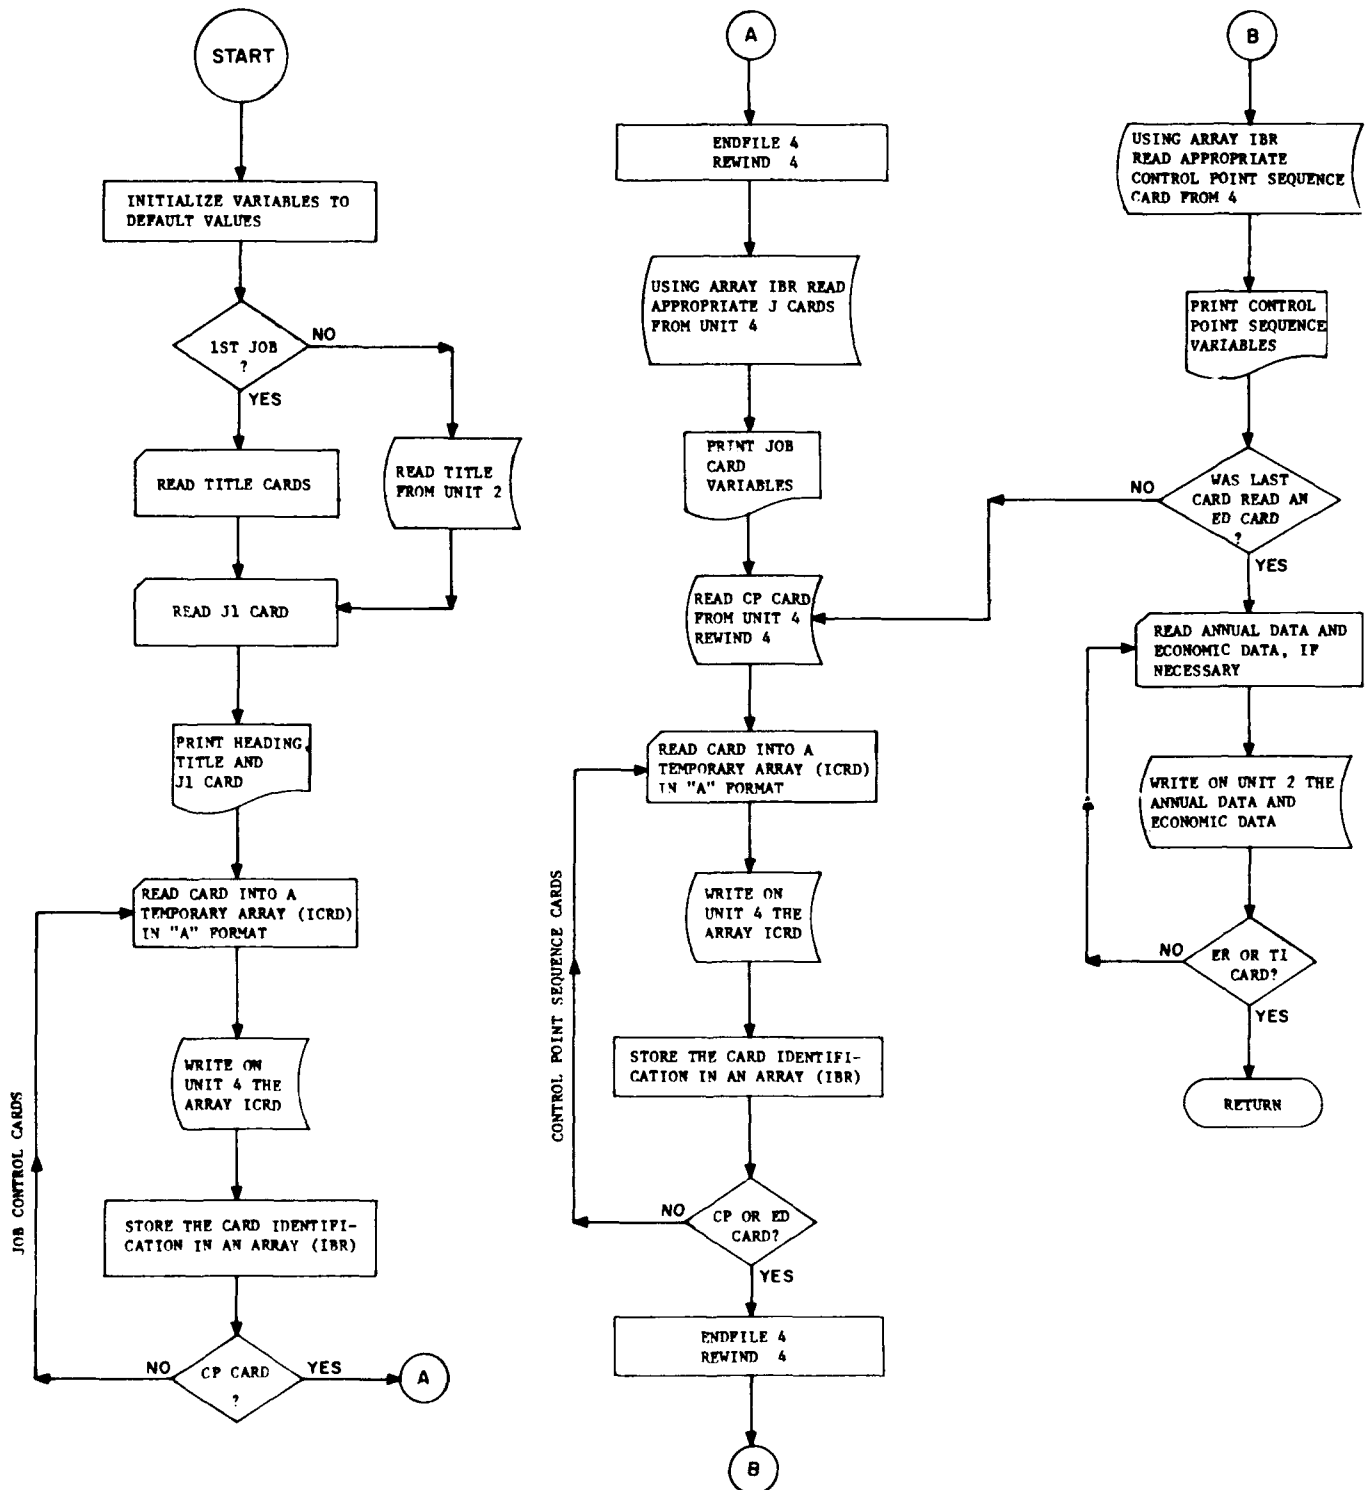 START
INITIALIZE VARIABLES TO
DEFAULT VALUES
1ST JOB
?
NO
YES
READ TITLE CARDS
READ TITLE
FROM UNIT 2
READ J1 CARD
PRINT HEADING,
TITLE AND
J1 CARD
READ CARD INTO A
TEMPORARY ARRAY (ICRD)
IN "A" FORMAT
WRITE ON
UNIT 4 THE
ARRAY ICRD
JOB CONTROL CARDS
STORE THE CARD IDENTIFI-
CATION IN AN ARRAY (IBR)
NO
CP CARD
?
YES
A
A
ENDFILE 4
REWIND 4
USING ARRAY IBR READ
APPROPRIATE J CARDS
FROM UNIT 4
PRINT JOB
CARD
VARIABLES
READ CP CARD
FROM UNIT 4
REWIND 4
READ CARD INTO A
TEMPORARY ARRAY (ICRD)
IN "A" FORMAT
WRITE ON
UNIT 4 THE
ARRAY ICRD
CONTROL POINT SEQUENCE CARDS
STORE THE CARD IDENTIFI-
CATION IN AN ARRAY (IBR)
NO
CP OR ED
CARD?
YES
ENDFILE 4
REWIND 4
B
B
USING ARRAY IBR
READ APPROPRIATE
CONTROL POINT SEQUENCE
CARD FROM 4
PRINT CONTROL
POINT SEQUENCE
VARIABLES
NO
WAS LAST
CARD READ AN
ED CARD
?
YES
READ ANNUAL DATA AND
ECONOMIC DATA, IF
NECESSARY
WRITE ON UNIT 2 THE
ANNUAL DATA AND
ECONOMIC DATA
NO
ER OR T1
CARD?
YES
RETURN